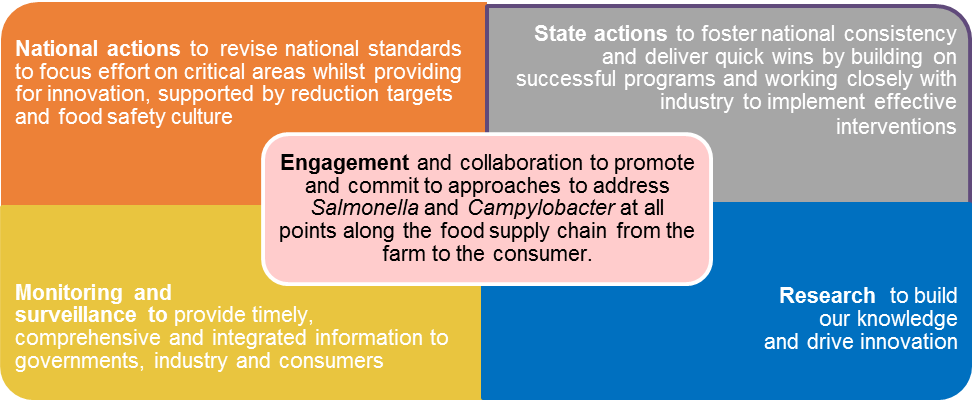 National actions to revise national standards
to focus effort on critical areas whilst providing
for innovation, supported by reduction targets
and food safety culture
State actions to foster national consistency
and deliver quick wins by building on
successful programs and working closely with
industry to implement effective
interventions
Engagement and collaboration to promote
and commit to approaches to address
Salmonella and Campylobacter at all
points along the food supply chain from the
farm to the consumer.
Monitoring and
surveillance to provide timely,
comprehensive and integrated information to
governments, industry and consumers
Research to build
our knowledge
and drive innovation